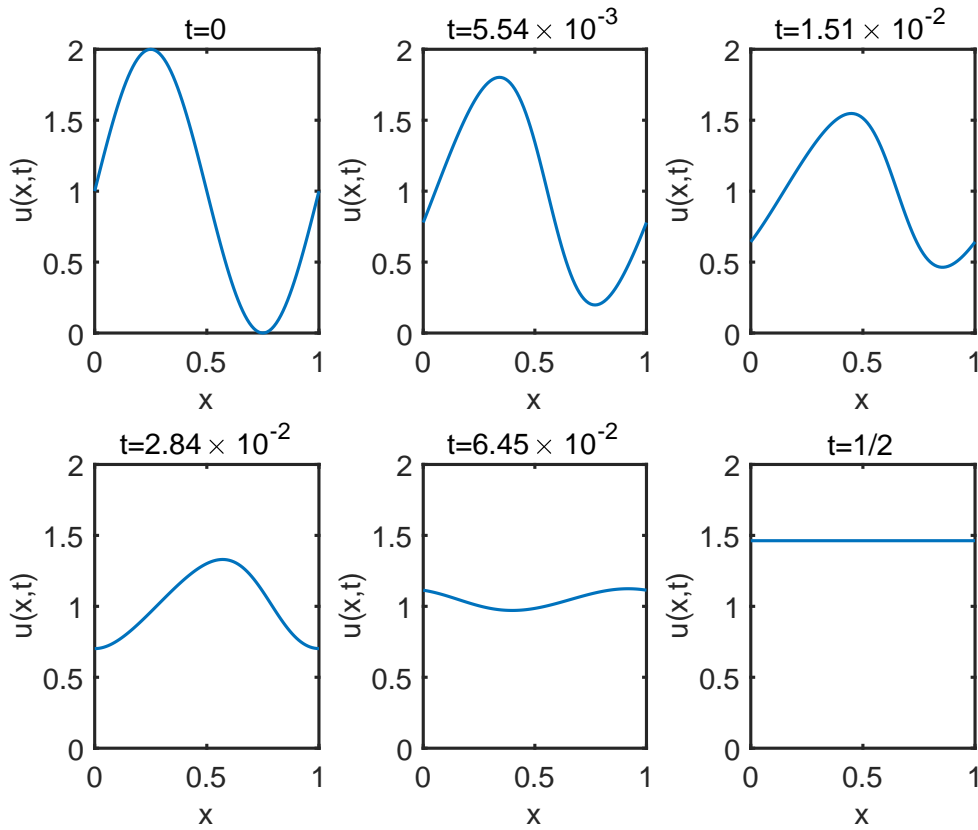 t=0
2
1.5
1
0.5
0
u(x,t)
0 0.5 1
x
t=5.54 × 10^-3
2
1.5
1
0.5
0
u(x,t)
0 0.5 1
x
t=1.51 × 10^-2
2
1.5
1
0.5
0
u(x,t)
0 0.5 1
x
t=2.84 × 10^-2
2
1.5
1
0.5
0
u(x,t)
0 0.5 1
x
t=6.45 × 10^-2
2
1.5
1
0.5
0
u(x,t)
0 0.5 1
x
t=1/2
2
1.5
1
0.5
0
u(x,t)
0 0.5 1
x